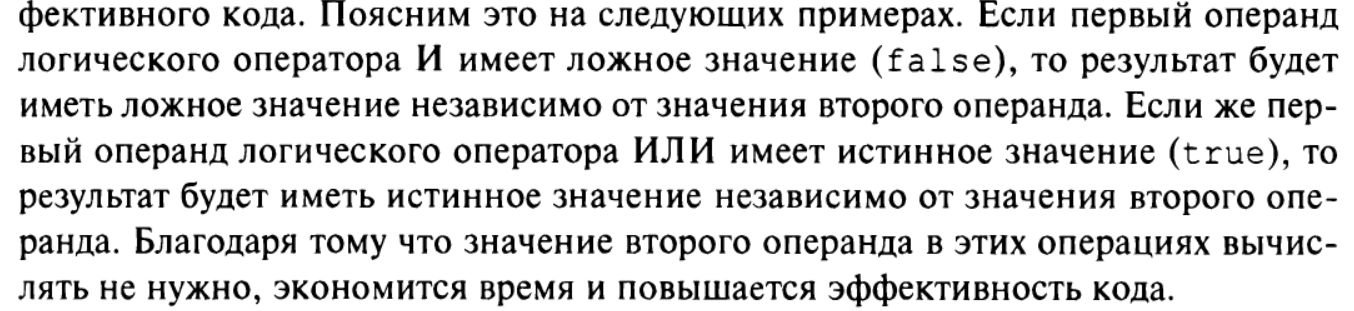 фективного кода. Поясним это на следующих примерах. Если первый операнд
логического оператора И имеет ложное значение (false), то результат будет
иметь ложное значение независимо от значения второго операнда. Если же пер-
вый операнд логического оператора ИЛИ имеет истинное значение (true), то
результат будет иметь истинное значение независимо от значения второго опе-
ранда. Благодаря тому что значение второго операнда в этих операциях вычис-
лять не нужно, экономится время и повышается эффективность кода.